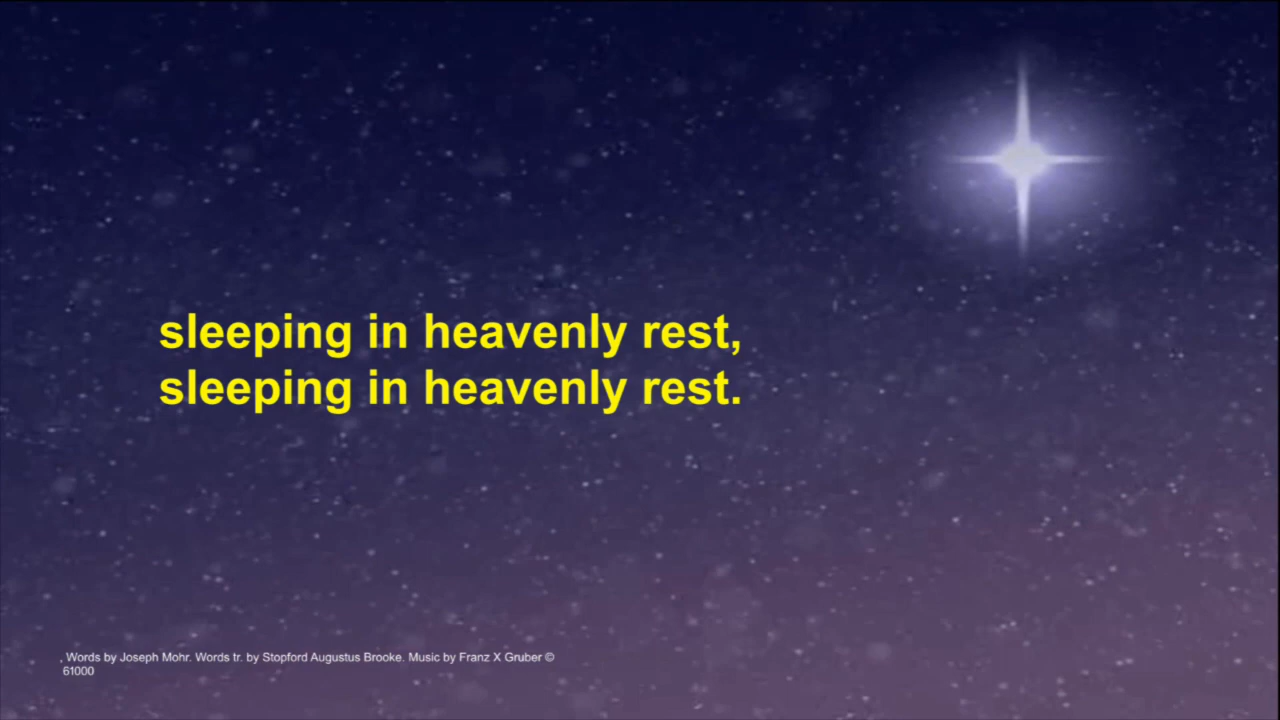 sleeping in heavenly rest,
sleeping in heavenly rest.
, Words by Joseph Mohr. Words tr. by Stopford Augustus Brooke. Music by Franz X Gruber ©
61000